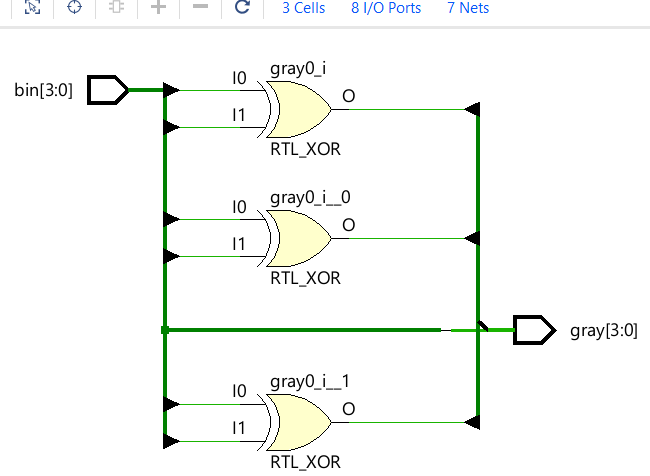 3 Cells 8 I/O Ports 7 Nets
gray0_i
bin[3:0]
I0
O
I1
RTL_XOR
gray0_i__0
I0
O
I1
RTL_XOR
gray[3:0]
gray0_i__1
I0
O
I1
RTL_XOR